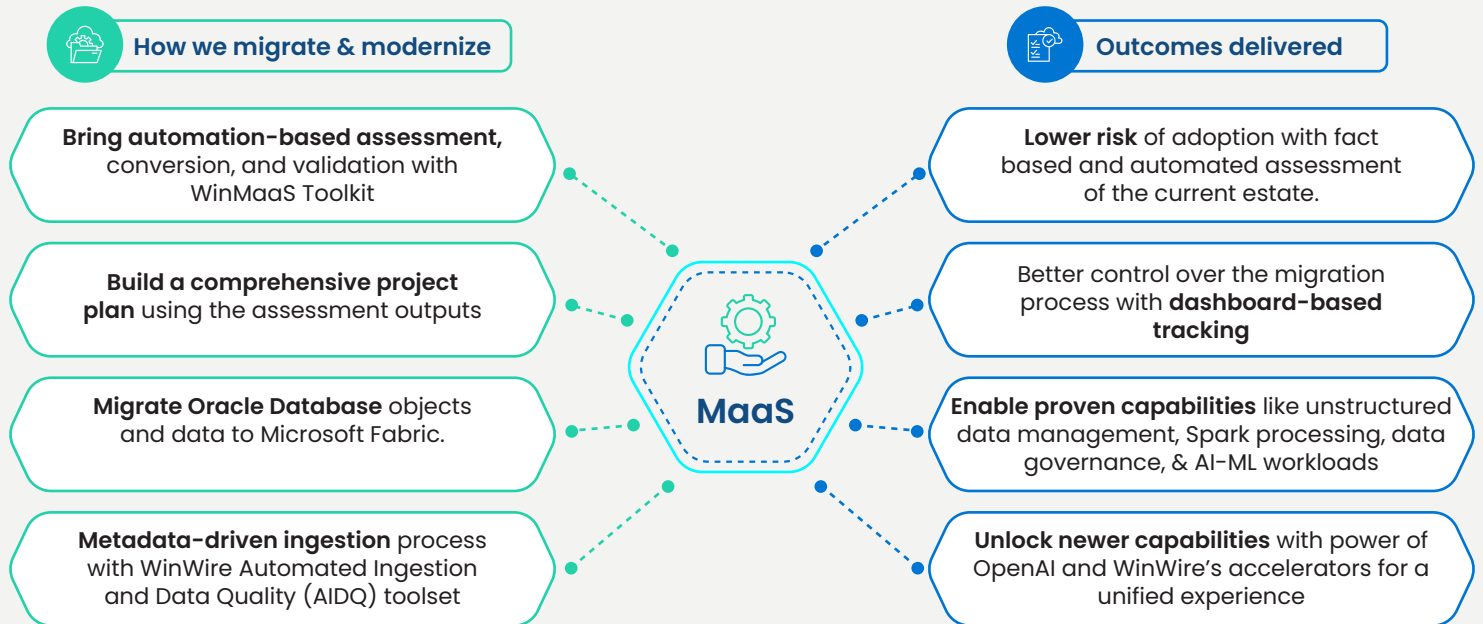 How we migrate & modernize
Bring automation-based assessment,
conversion, and validation with
WinMaaS Toolkit
Build a comprehensive project
plan using the assessment outputs
Migrate Oracle Database objects
and data to Microsoft Fabric.
Metadata-driven ingestion process
with WinWire Automated Ingestion
and Data Quality (AIDQ) toolset
MaaS
Outcomes delivered
Lower risk of adoption with fact
based and automated assessment
of the current estate.
Better control over the migration
process with dashboard-based
tracking
Enable proven capabilities like unstructured
data management, Spark processing, data
governance, & AI-ML workloads
Unlock newer capabilities with power of
OpenAI and WinWire’s accelerators for a
unified experience